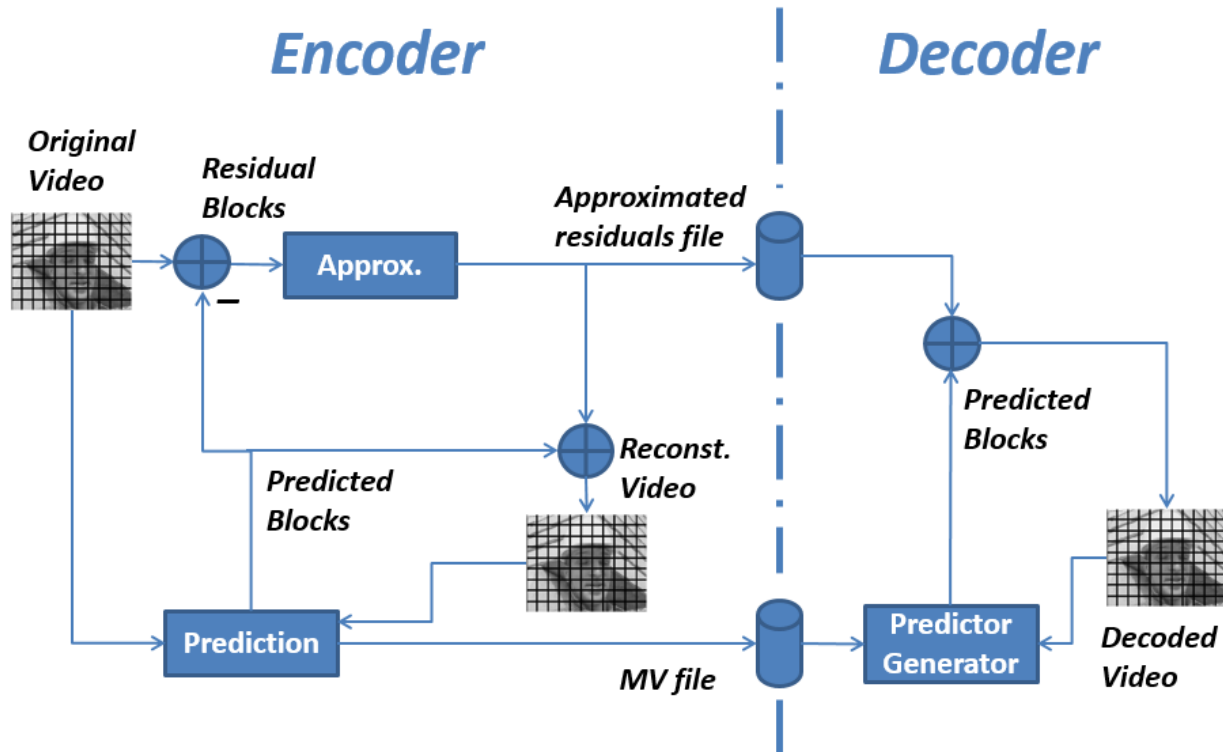 Encoder
Decoder
Original
Video
Residual
Blocks
Approximated
residuals file
Approx.
–
Predicted
Blocks
Reconst.
Video
Predicted
Blocks
Prediction
MV file
Predictor
Generator
Decoded
Video